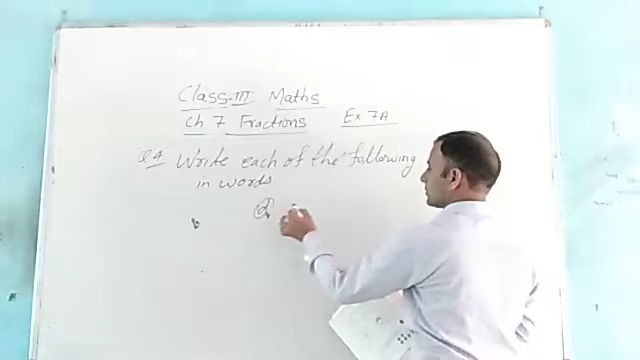 Class-III Maths
Ch 7 Fractions Ex 7A
Q4 Write each of the following
in words